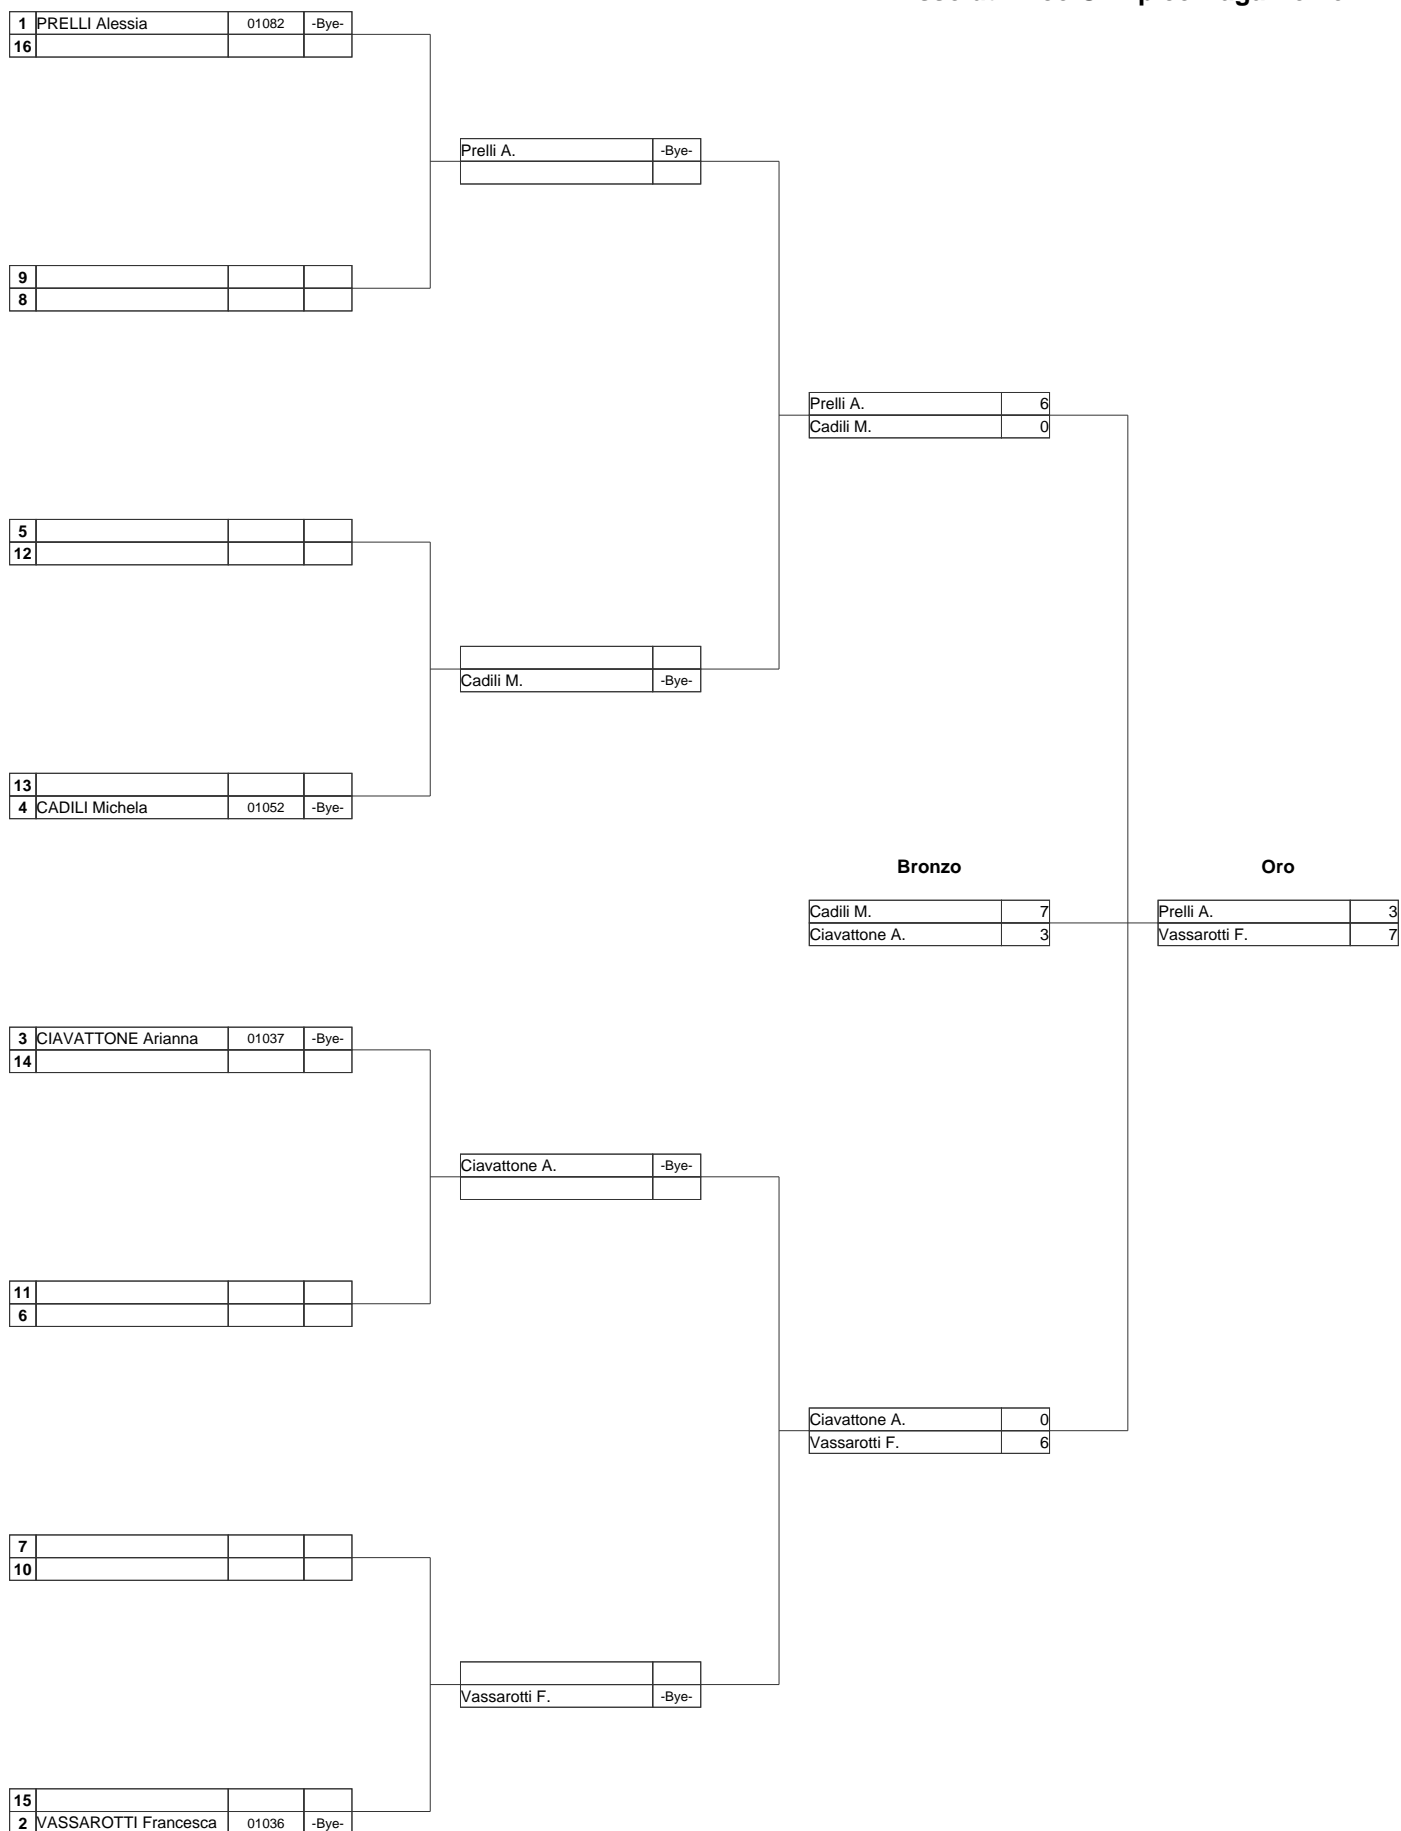 1 PRELLI Alessia 01082 -Bye-
16
Prelli A. -Bye-
9
8
Prelli A. 6
Cadili M. 0
5
12
Cadili M. -Bye-
13
4 CADILI Michela 01052 -Bye-
Bronzo Oro
Cadili M. 7 Prelli A. 3
Ciavattone A. 3 Vassarotti F. 7
3 CIAVATTONE Arianna 01037 -Bye-
14
Ciavattone A. -Bye-
11
6
Ciavattone A. 0
Vassarotti F. 6
7
10
Vassarotti F. -Bye-
15
2 VASSAROTTI Francesca 01036 -Bye-